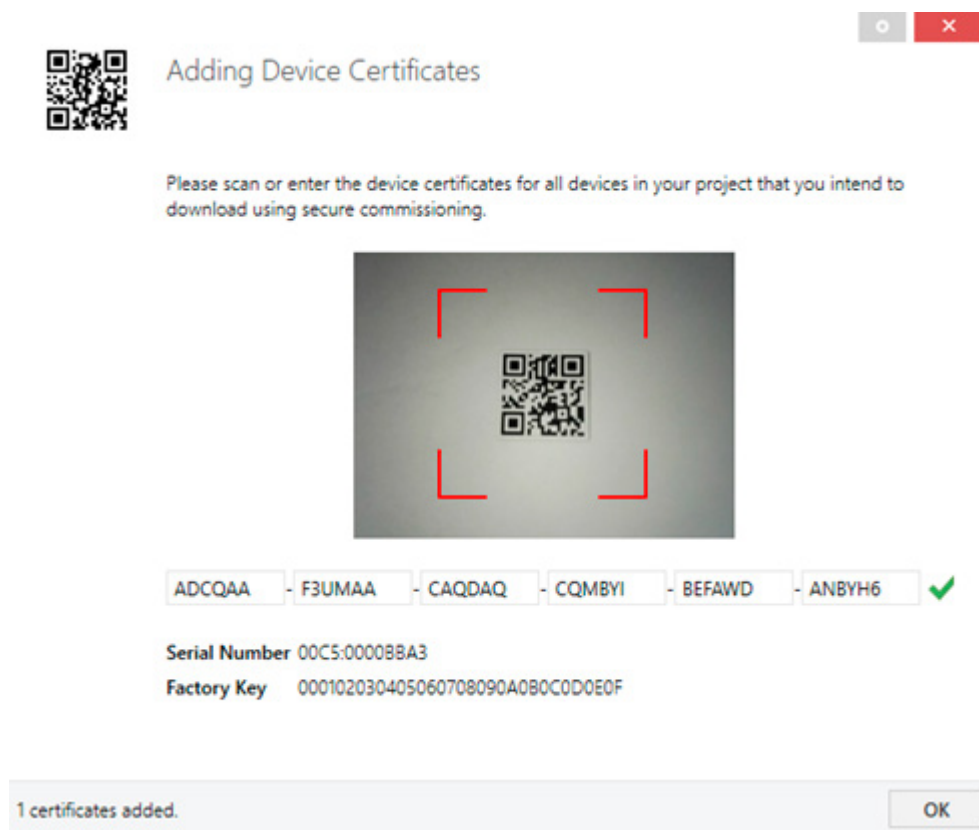 Adding Device Certificates
Please scan or enter the device certificates for all devices in your project that you intend to
download using secure commissioning.
ADCQAA - F3UMAA - CAQDAQ - CQMBYI - BEFAWD - ANBYH6
Serial Number 00C5:0000BBA3
Factory Key 000102030405060708090A0B0C0D0E0F
1 certificates added.
OK